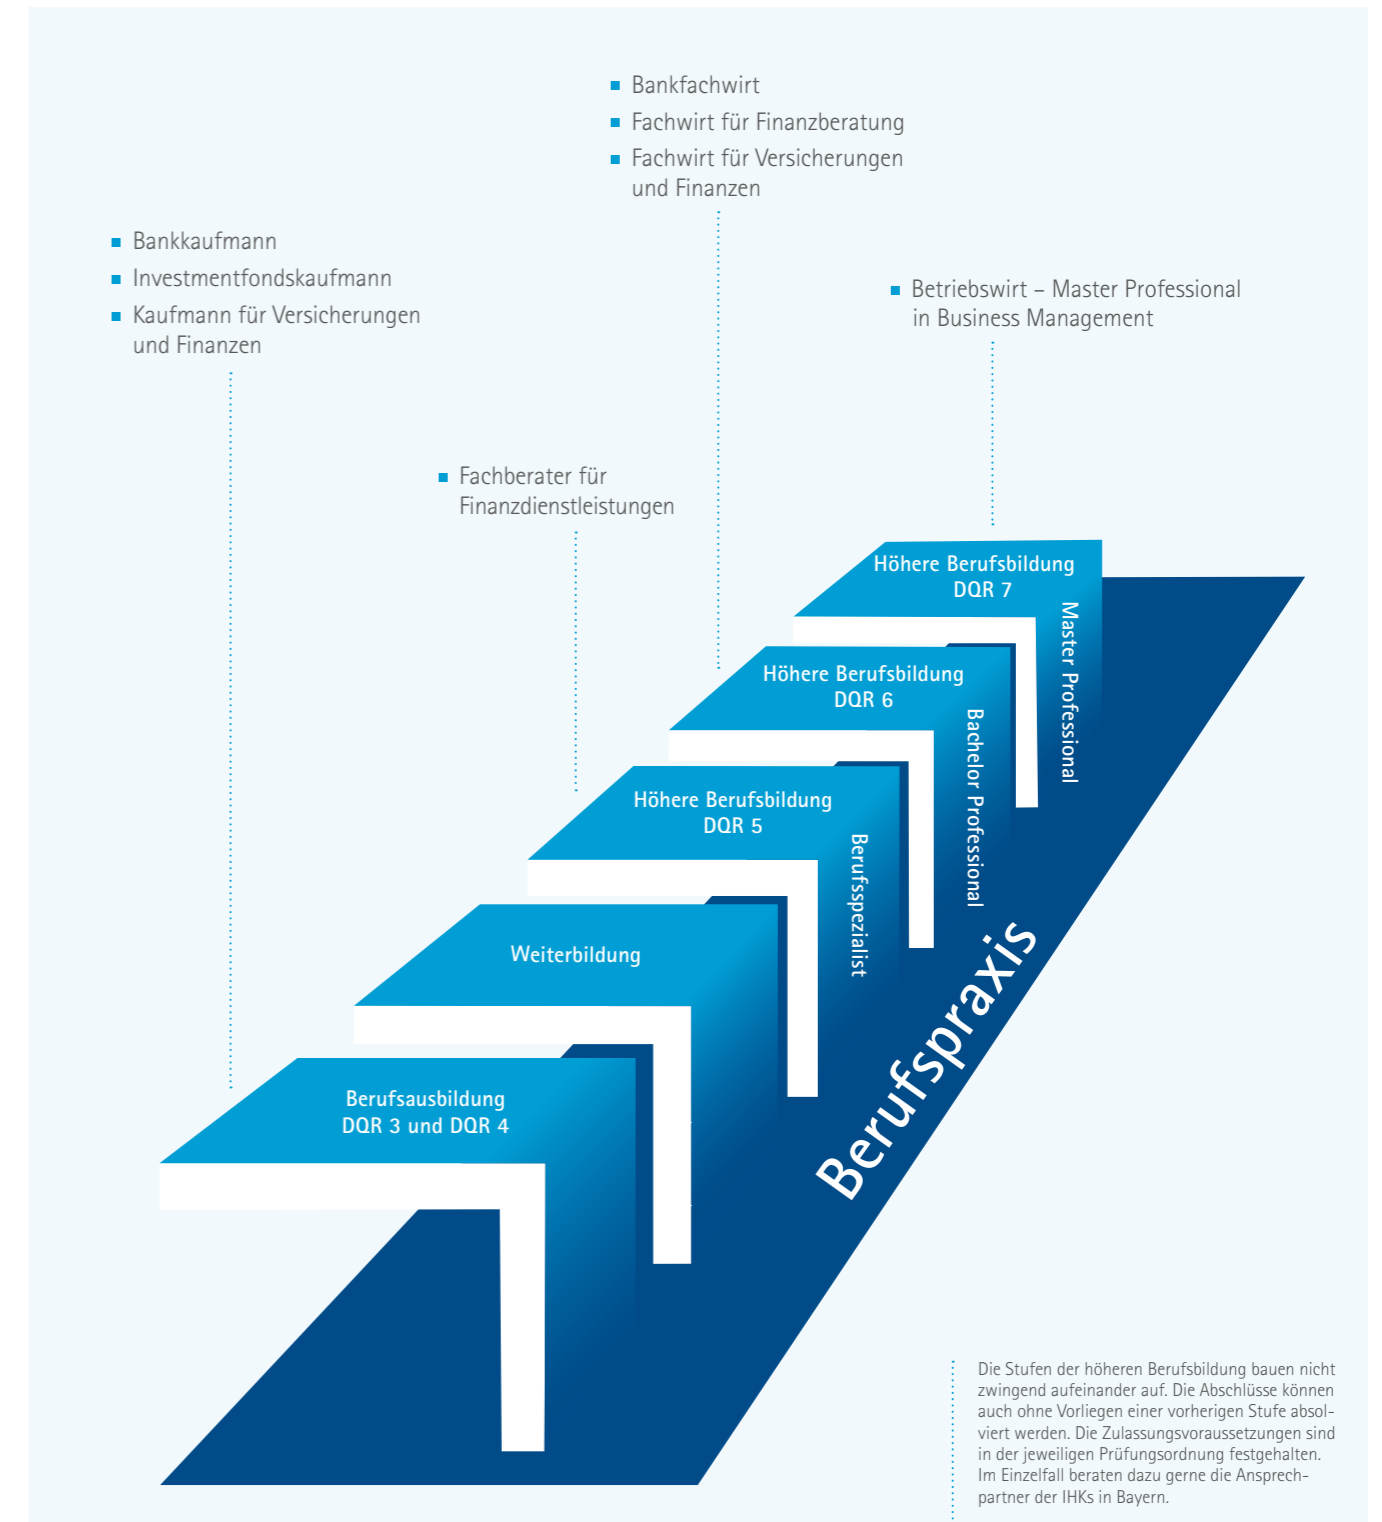 Bankfachwirt
Fachwirt für Finanzberatung
Fachwirt für Versicherungen
und Finanzen
Bankkaufmann
Investmentfondskaufmann
Kaufmann für Versicherungen
und Finanzen
Betriebswirt – Master Professional
in Business Management
Fachberater für
Finanzdienstleistungen
Höhere Berufsbildung
DQR 7
Master Professional
Höhere Berufsbildung
DQR 6
Bachelor Professional
Höhere Berufsbildung
DQR 5
Berufsspezialist
Weiterbildung
Berufsausbildung
DQR 3 und DQR 4
Berufspraxis
Die Stufen der höheren Berufsbildung bauen nicht
zwingend aufeinander auf. Die Abschlüsse können
auch ohne Vorliegen einer vorherigen Stufe absol-
viert werden. Die Zulassungsvoraussetzungen sind
in der jeweiligen Prüfungsordnung festgehalten.
Im Einzelfall beraten dazu gerne die Ansprech-
partner der IHKs in Bayern.